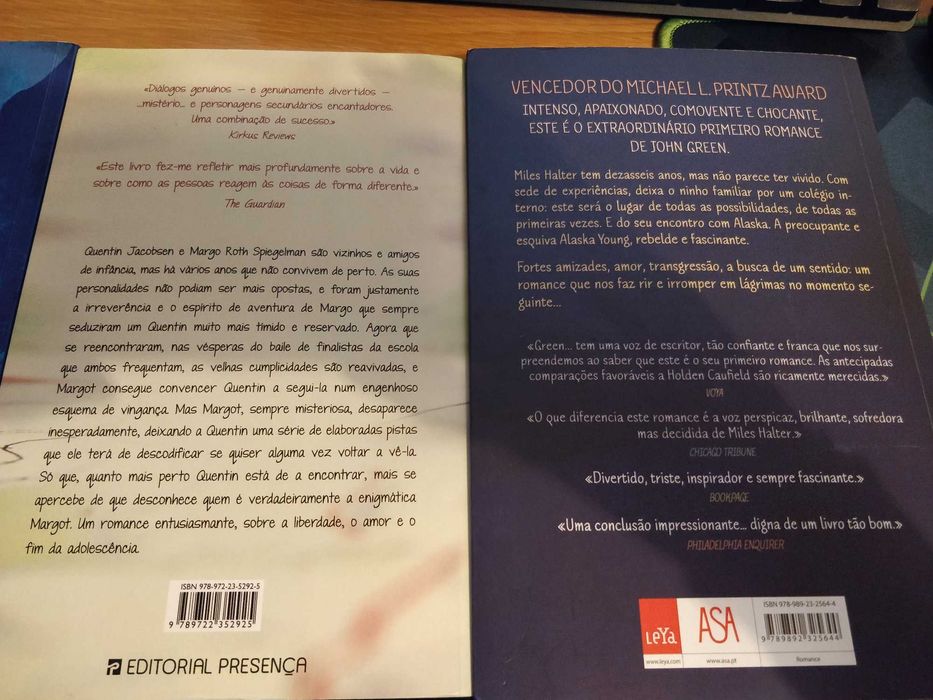 «Diálogos genuínos – e genuinamente divertidos –
...mistério... e personagens secundários encantadores.
Uma combinação de sucesso.»
Kirkus Reviews
«Este livro fez-me refletir mais profundamente sobre a vida e
sobre como as pessoas reagem às coisas de forma diferente.»
The Guardian
Quentin Jacobsen e Margo Roth Spiegelman são vizinhos e amigos
de infância, mas há vários anos que não convivem de perto. As suas
personalidades não podiam ser mais opostas, e foram justamente
a irreverência e o espírito de aventura de Margo que sempre
seduziram um Quentin muito mais tímido e reservado. Agora que
se reencontraram, nas vésperas do baile de finalistas da escola
que ambos frequentam, as velhas cumplicidades são reavivadas, e
Margot consegue convencer Quentin a segui-la num engenhoso
esquema de vingança. Mas Margot, sempre misteriosa, desaparece
inesperadamente, deixando a Quentin uma série de elaboradas pistas
que ele terá de descodificar se quiser alguma vez voltar a vê-la.
Só que, quanto mais perto Quentin está de a encontrar, mais se
apercebe de que desconhece quem é verdadeiramente a enigmática
Margot. Um romance entusiasmante, sobre a liberdade, o amor e o
fim da adolescência.
ISBN 978-972-23-5292-5
9 789722 352925
EDITORIAL PRESENÇA
VENCEDOR DO MICHAEL L. PRINTZ AWARD
INTENSO, APAIXONADO, COMOVENTE E CHOCANTE,
ESTE É O EXTRAORDINÁRIO PRIMEIRO ROMANCE
DE JOHN GREEN.
Miles Halter tem dezasseis anos, mas não parece ter vivido. Com
sede de experiências, deixa o ninho familiar por um colégio in-
terno: este será o lugar de todas as possibilidades, de todas as
primeiras vezes. E do seu encontro com Alaska. A preocupante e
esquiva Alaska Young, rebelde e fascinante.
Fortes amizades, amor, transgressão, a busca de um sentido: um
romance que nos faz rir e irromper em lágrimas no momento se-
guinte...
«Green... tem uma voz de escritor, tão confiante e franca que nos sur-
preendemos ao saber que este é o seu primeiro romance. As antecipadas
comparações favoráveis a Holden Caufield são ricamente merecidas.»
VOYA
«O que diferencia este romance é a voz perspicaz, brilhante, sofredora
mas decidida de Miles Halter.»
CHICAGO TRIBUNE
«Divertido, triste, inspirador e sempre fascinante.»
BOOKPAGE
«Uma conclusão impressionante... digna de um livro tão bom.»
PHILADELPHIA ENQUIRER
LeYa
www.leya.com
ASA
www.asa.pt
ISBN 978-989-23-2564-4
9 789892 325644
Romance